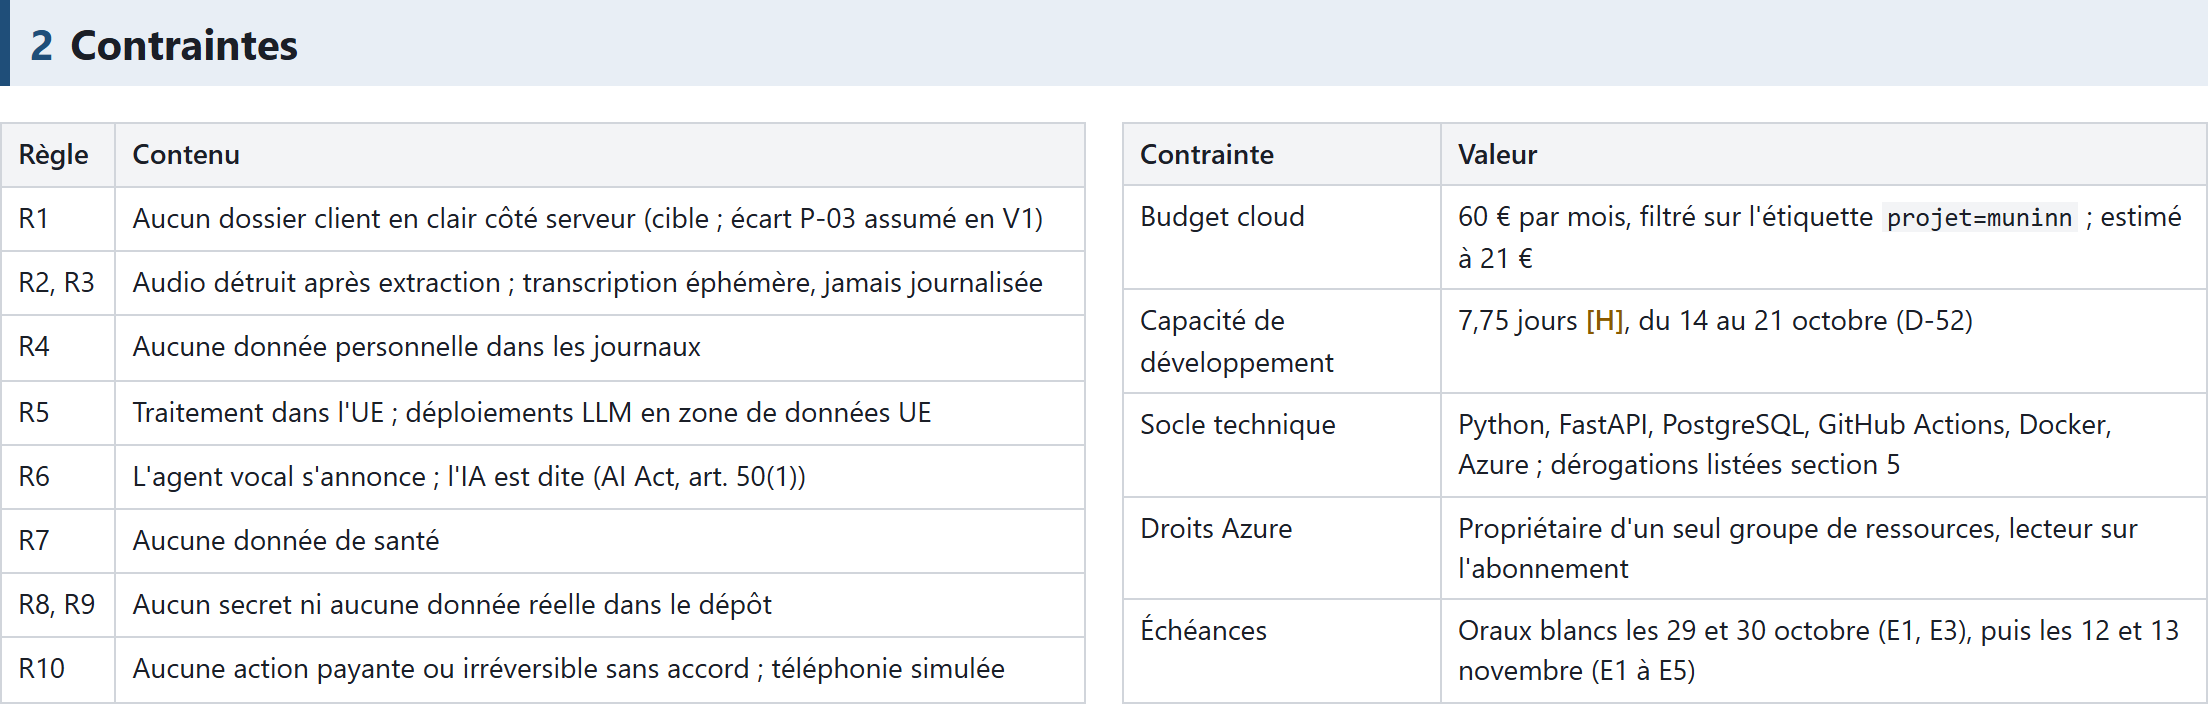 2 Contraintes
Règle Contenu
R1 Aucun dossier client en clair côté serveur (cible ; écart P-03 assumé en V1)
R2, R3 Audio détruit après extraction ; transcription éphémère, jamais journalisée
R4 Aucune donnée personnelle dans les journaux
R5 Traitement dans l'UE ; déploiements LLM en zone de données UE
R6 L'agent vocal s'annonce ; l'IA est dite (AI Act, art. 50(1))
R7 Aucune donnée de santé
R8, R9 Aucun secret ni aucune donnée réelle dans le dépôt
R10 Aucune action payante ou irréversible sans accord ; téléphonie simulée
Contrainte Valeur
Budget cloud 60 € par mois, filtré sur l'étiquette projet=muninn ; estimé
à 21 €
Capacité de 7,75 jours [H], du 14 au 21 octobre (D-52)
développement
Socle technique Python, FastAPI, PostgreSQL, GitHub Actions, Docker,
Azure ; dérogations listées section 5
Droits Azure Propriétaire d'un seul groupe de ressources, lecteur sur
l'abonnement
Échéances Oraux blancs les 29 et 30 octobre (E1, E3), puis les 12 et 13
novembre (E1 à E5)